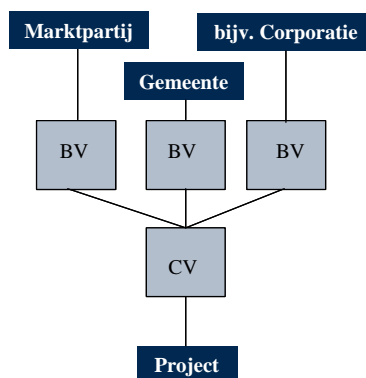 Marktpartij
bijv. Corporatie
Gemeente
BV
BV
BV
CV
Project